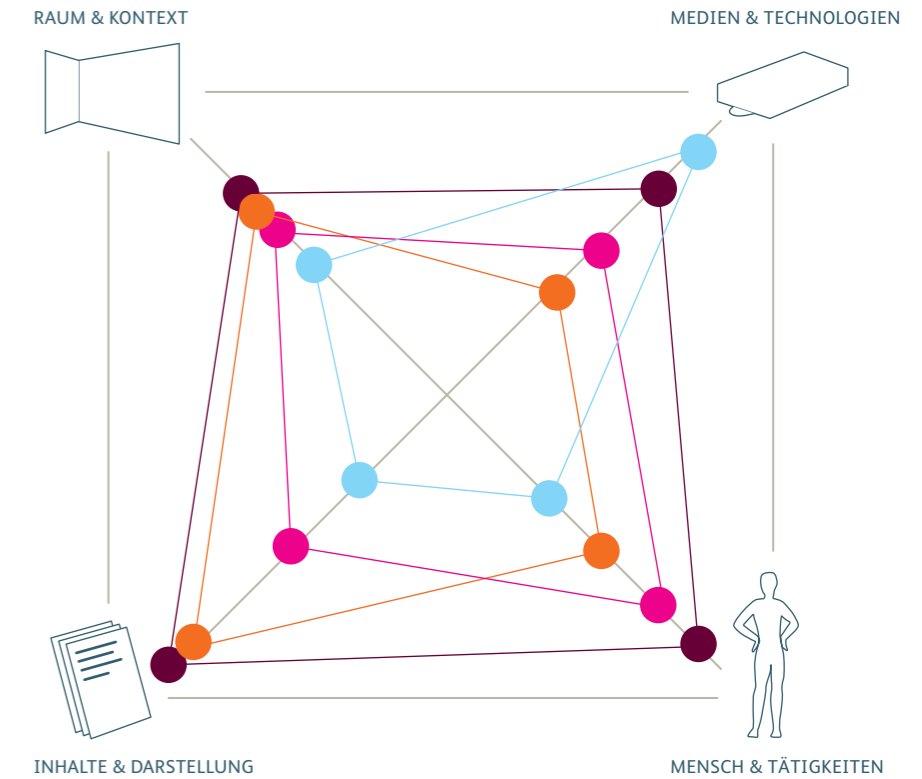 RAUM & KONTEXT
MEDIEN & TECHNOLOGIEN
INHALTE & DARSTELLUNG
MENSCH & TÄTIGKEITEN